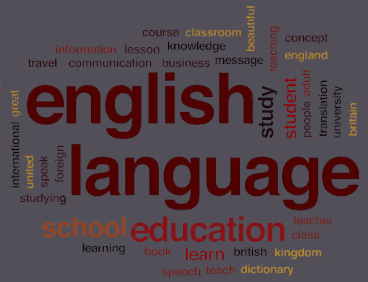 course classroom beautiful teaching concept
information lesson knowledge england
travel communication business message
english study student people adult translation university britain
international great united speak foreign
language
studying
school education teacher
class
learning book learn british kingdom
speech teach dictionary